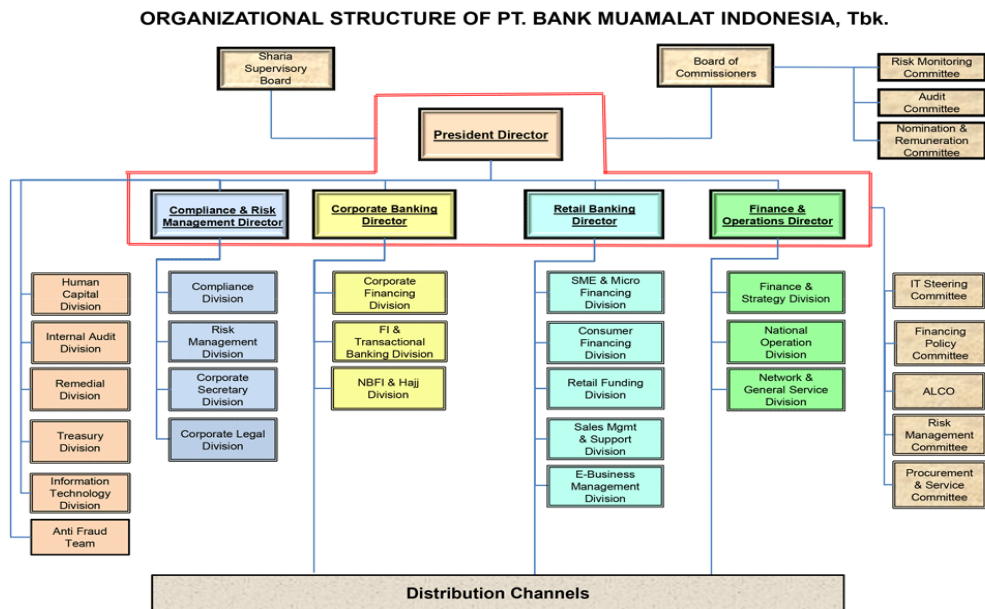 ORGANIZATIONAL STRUCTURE OF PT. BANK MUAMALAT INDONESIA, Tbk.
Sharia
Supervisory
Board
Board of
Commissioners
Risk Monitoring
Committee
Audit
Committee
Nomination &
Remuneration
Committee
President Director
Compliance & Risk
Management Director
Corporate Banking
Director
Retail Banking
Director
Finance &
Operations Director
Human
Capital
Division
Internal Audit
Division
Remedial
Division
Treasury
Division
Information
Technology
Division
Anti Fraud
Team
Compliance
Division
Risk
Management
Division
Corporate
Secretary
Division
Corporate Legal
Division
Corporate
Financing
Division
FI &
Transactional
Banking Division
NBFI & Hajj
Division
SME & Micro
Financing
Division
Consumer
Financing
Division
Retail Funding
Division
Sales Mgmt
& Support
Division
E-Business
Management
Division
Finance &
Strategy Division
National
Operation
Division
Network &
General Service
Division
IT Steering
Committee
Financing
Policy
Committee
ALCO
Risk
Management
Committee
Procurement
& Service
Committee
Distribution Channels